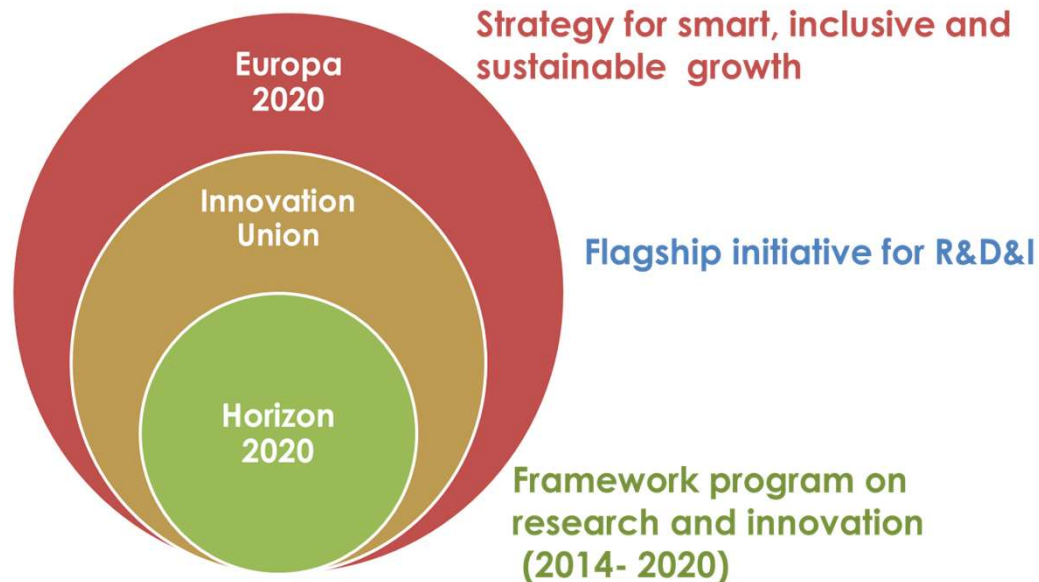 Strategy for smart, inclusive and
sustainable growth
Europa
2020
Innovation
Union
Flagship initiative for R&D&I
Horizon
2020
Framework program on
research and innovation
(2014- 2020)